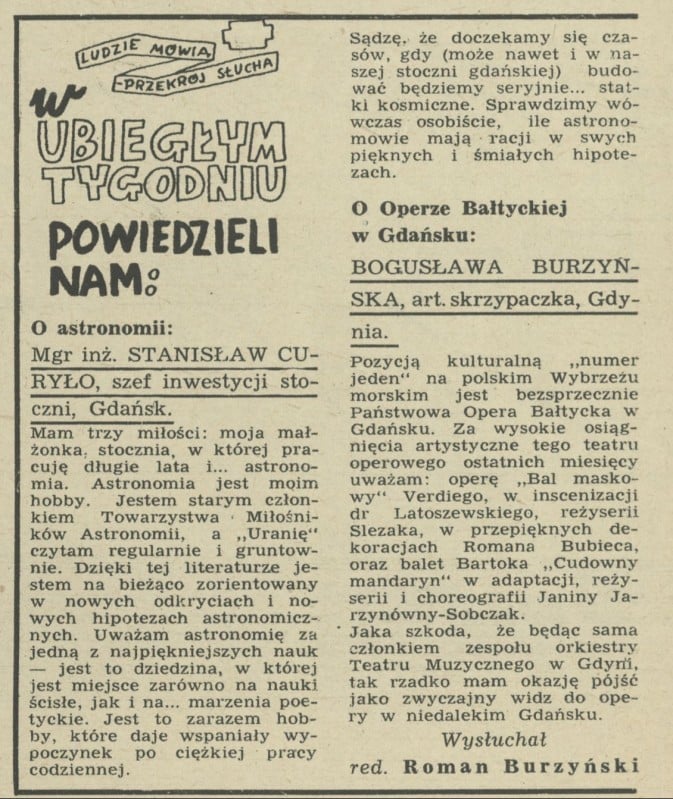 LUDZIE MÓWIĄ
-PRZEKRÓJ SŁUCHA
W
UBIEGŁYM
TYGODNIU
POWIEDZIELI
NAM:
O astronomii:
Mgr inż. STANISŁAW CU-
RYŁO, szef inwestycji sto-
czni, Gdańsk.
Mam trzy miłości: moja mał-
żonka, stocznia, w której pra-
cuję długie lata i... astrono-
mia. Astronomia jest moim
hobby. Jestem starym człon-
kiem Towarzystwa Miłośni-
ków Astronomii, a „Uranię“
czytam regularnie i gruntow-
nie. Dzięki tej literaturze je-
stem na bieżąco zorientowany
w nowych odkryciach i no-
wych hipotezach astronomicz-
nych. Uważam astronomię za
jedną z najpiękniejszych nauk
— jest to dziedzina, w której
jest miejsce zarówno na nauki
ścisłe, jak i na... marzenia poe-
tyckie. Jest to zarazem hob-
by, które daje wspaniały wy-
poczynek po ciężkiej pracy
codziennej.
Sądzę, że doczekamy się cza-
sów, gdy (może nawet i w na-
szej stoczni gdańskiej) budo-
wać będziemy seryjnie... stat-
ki kosmiczne. Sprawdzimy wó-
wczas osobiście, ile astrono-
mowie mają racji w swych
pięknych i śmiałych hipote-
zach.
O Operze Bałtyckiej
w Gdańsku:
BOGUSŁAWA BURZYŃ-
SKA, art. skrzypaczka, Gdy-
nia.
Pozycją kulturalną „numer
jeden“ na polskim Wybrzeżu
morskim jest bezsprzecznie
Państwowa Opera Bałtycka w
Gdańsku. Za wysokie osiąg-
nięcia artystyczne tego teatru
operowego ostatnich miesięcy
uważam: operę „Bal masko-
wy“ Verdiego, w inscenizacji
dr Latoszewskiego, reżyserii
Slezaka, w przepięknych de-
koracjach Romana Bubieca,
oraz balet Bartoka „Cudowny
mandaryn“ w adaptacji, reży-
serii i choreografii Janiny Ja-
rzynówny-Sobczak.
Jaka szkoda, że będąc sama
członkiem zespołu orkiestry
Teatru Muzycznego w Gdyni,
tak rzadko mam okazję pójść
jako zwyczajny widz do ope-
ry w niedalekim Gdańsku.
Wysłuchał
red. Roman Burzyński